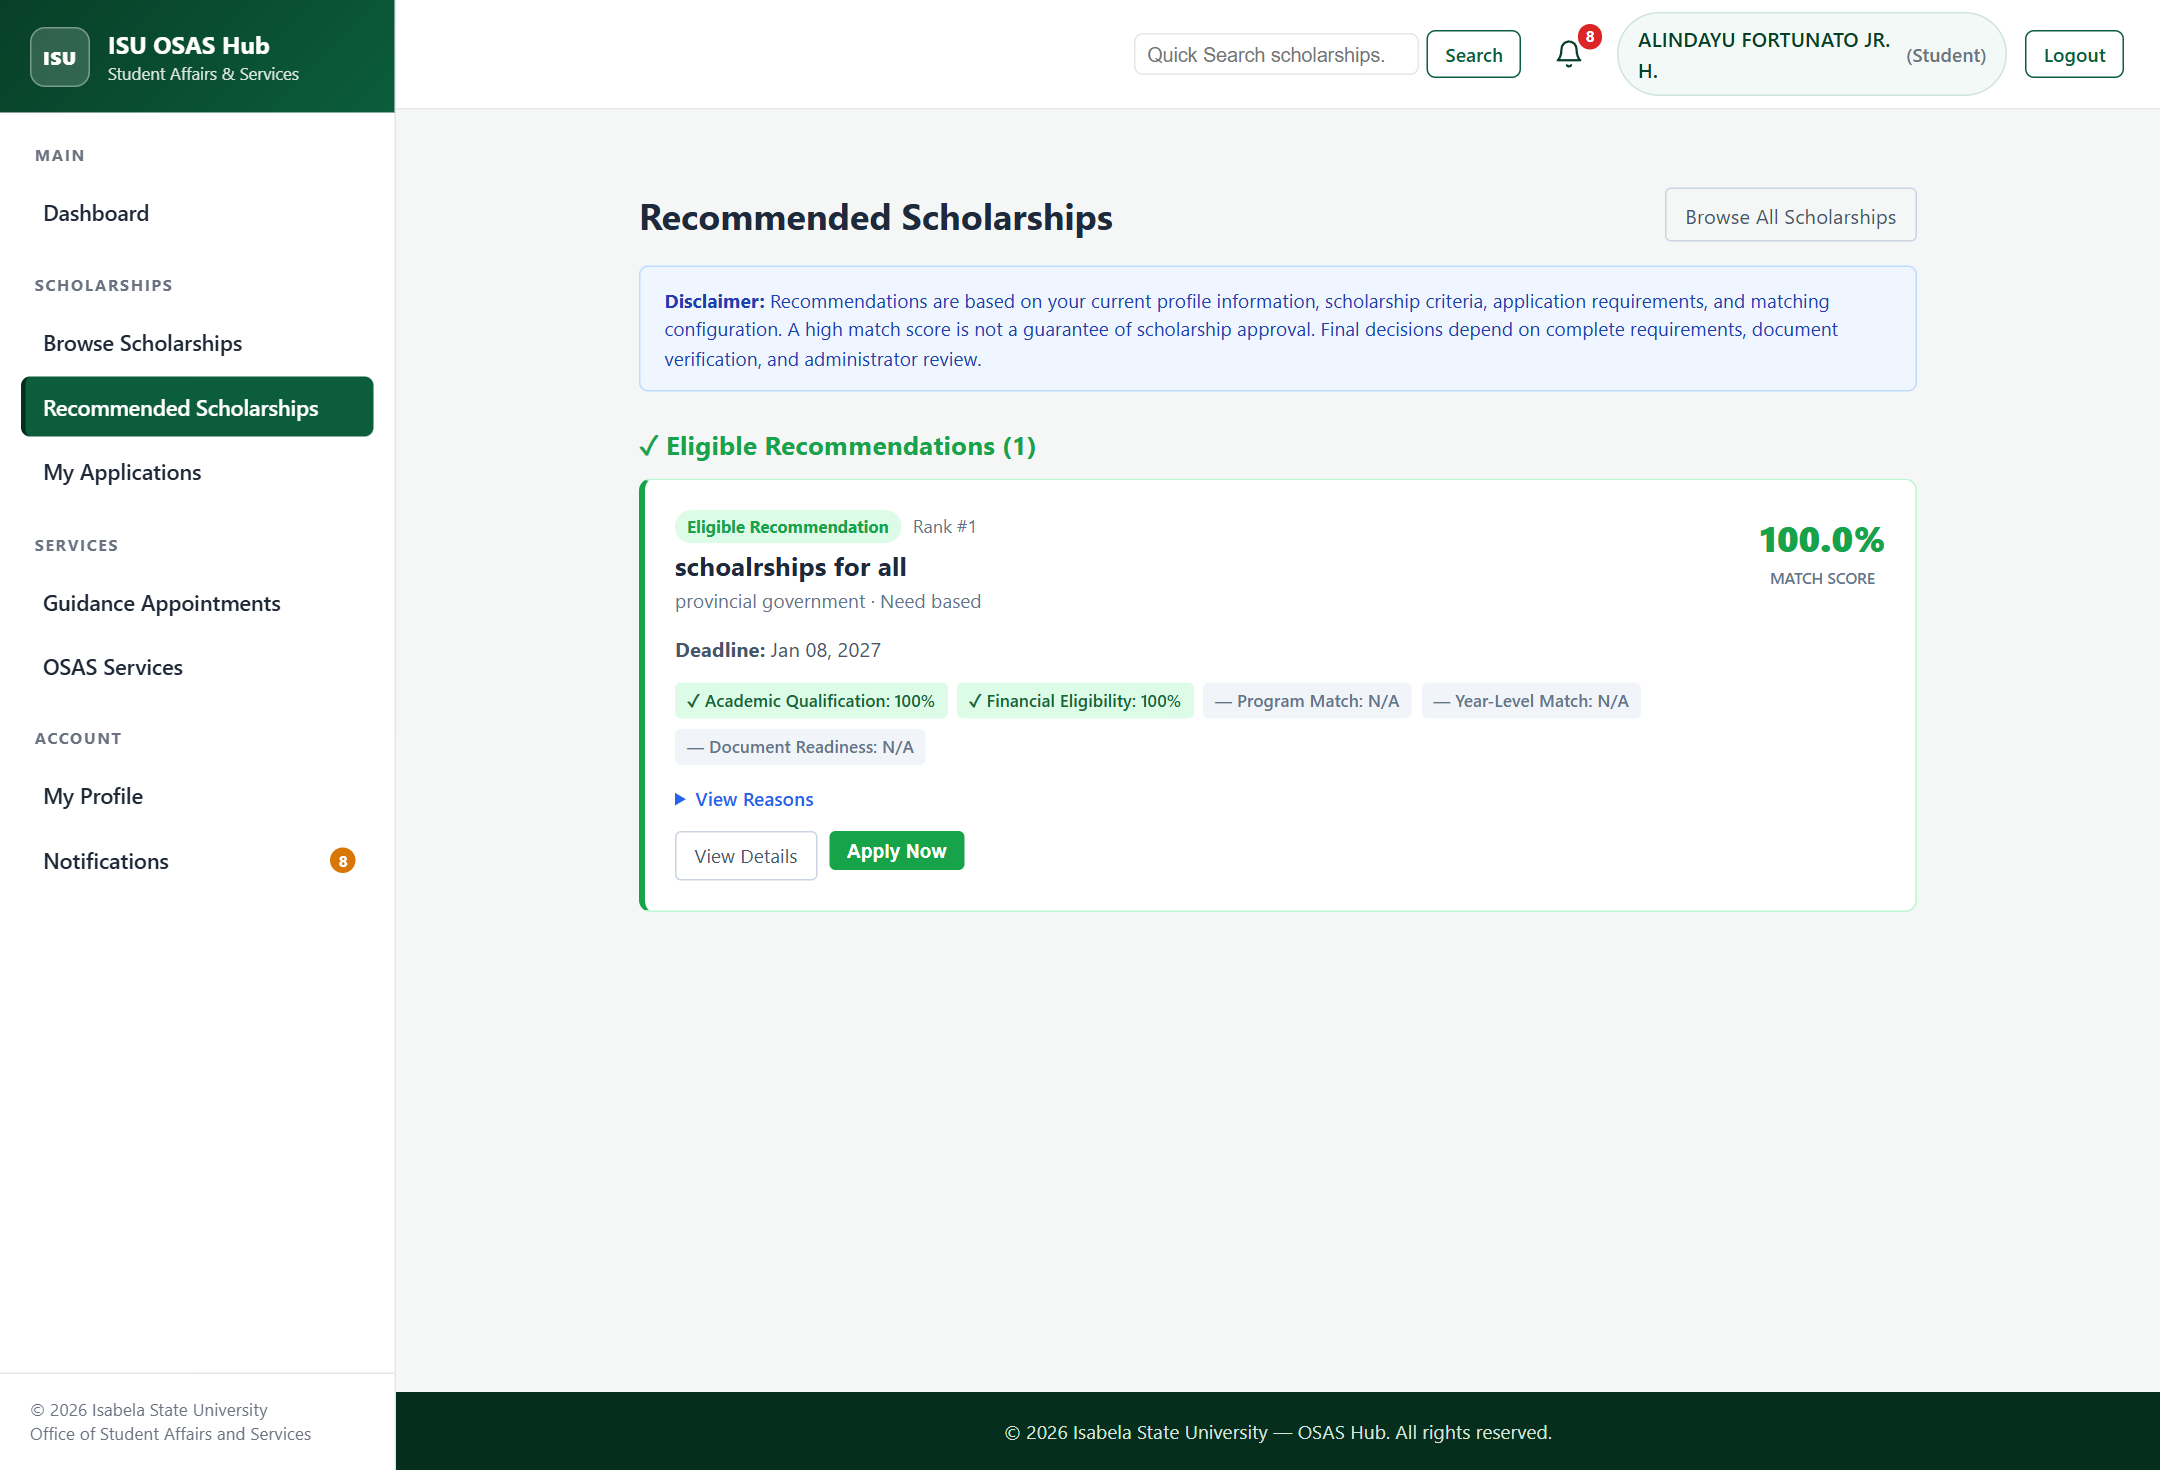 ISU
ISU OSAS Hub
Student Affairs & Services
MAIN
Dashboard
SCHOLARSHIPS
Browse Scholarships
Recommended Scholarships
My Applications
SERVICES
Guidance Appointments
OSAS Services
ACCOUNT
My Profile
Notifications 8
© 2026 Isabela State University
Office of Student Affairs and Services
Quick Search scholarships.
Search
8
ALINDAYU FORTUNATO JR.
H.
(Student)
Logout
Recommended Scholarships
Browse All Scholarships
Disclaimer: Recommendations are based on your current profile information, scholarship criteria, application requirements, and matching
configuration. A high match score is not a guarantee of scholarship approval. Final decisions depend on complete requirements, document
verification, and administrator review.
✓ Eligible Recommendations (1)
Eligible Recommendation Rank #1
schoalrships for all
provincial government · Need based
100.0%
MATCH SCORE
Deadline: Jan 08, 2027
✓ Academic Qualification: 100% ✓ Financial Eligibility: 100% — Program Match: N/A — Year-Level Match: N/A
— Document Readiness: N/A
▶ View Reasons
View Details
Apply Now
© 2026 Isabela State University — OSAS Hub. All rights reserved.